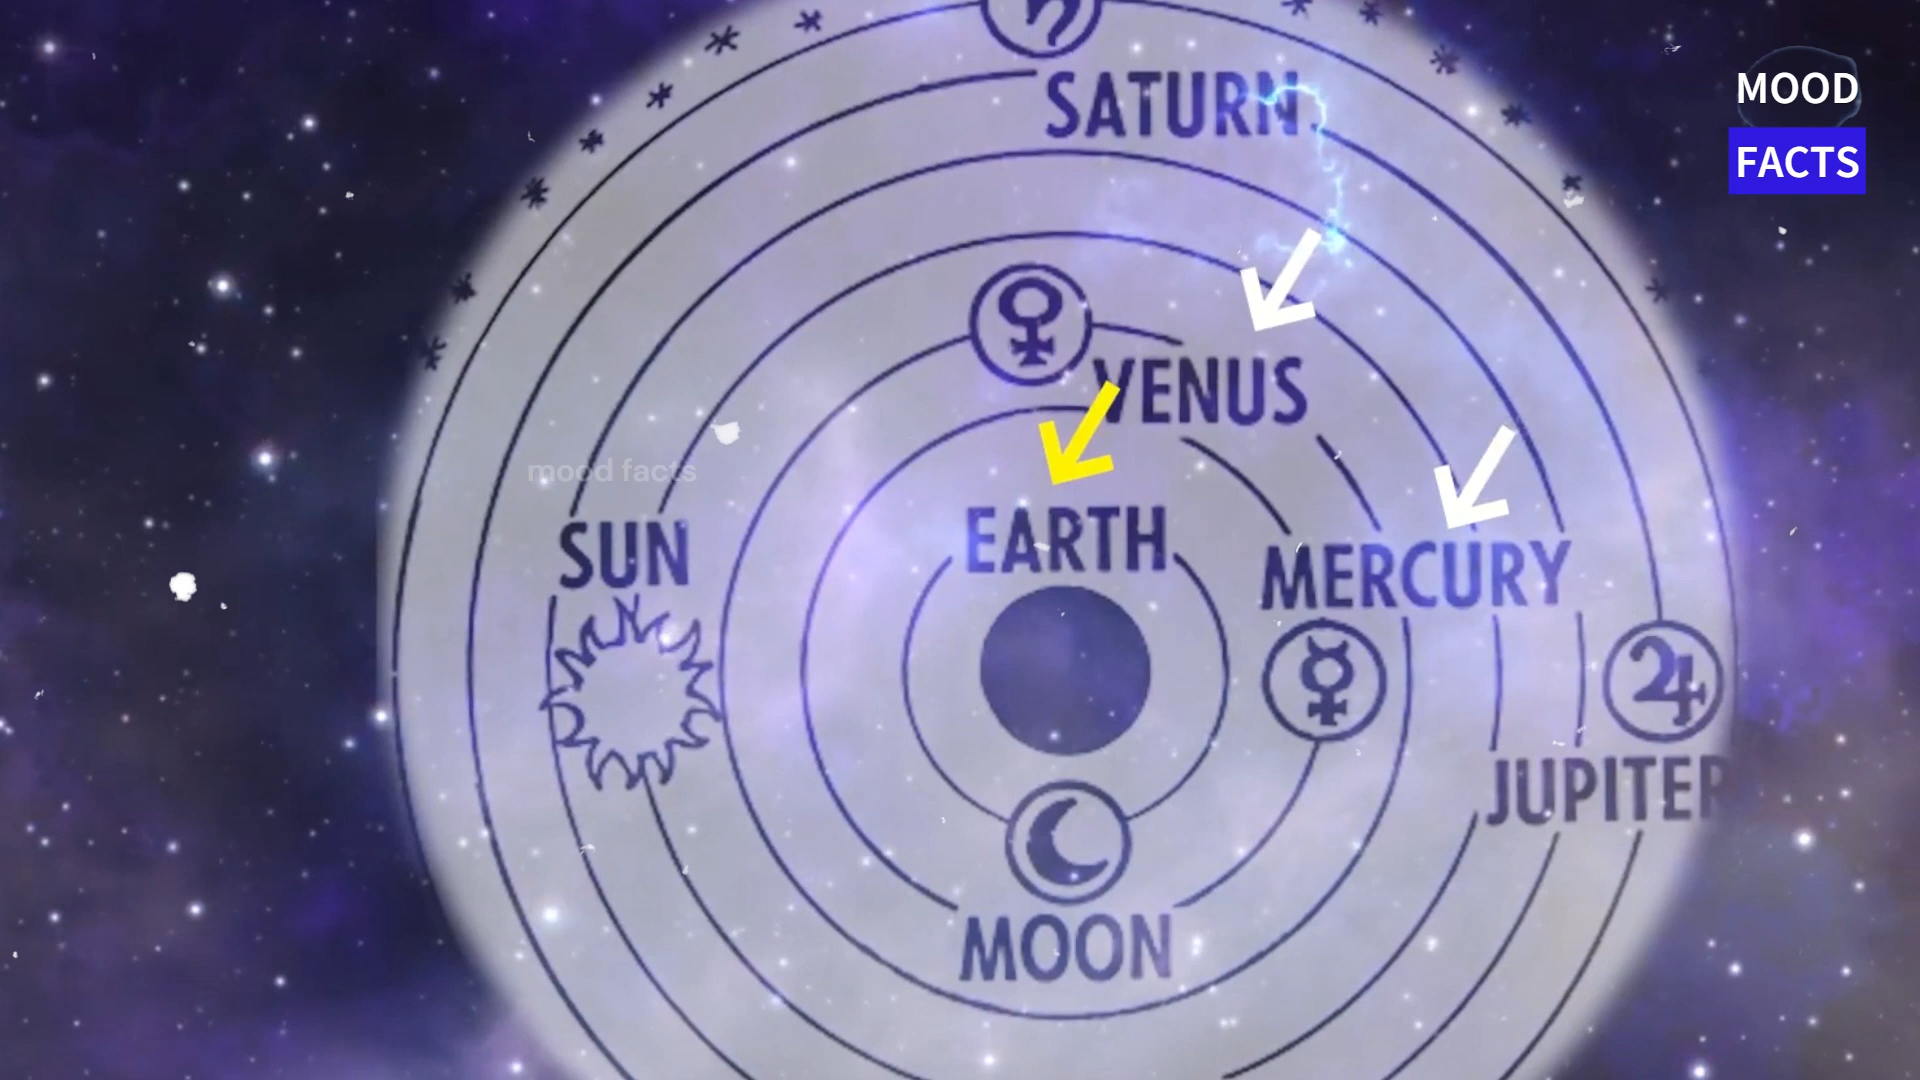 MOOD
FACTS
SATURN
VENUS
mood facts
EARTH
SUN
MERCURY
JUPITER
MOON